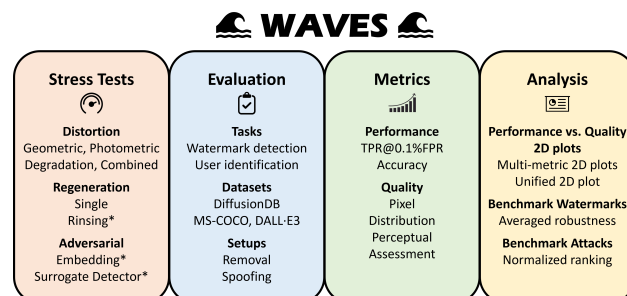 WAVES
Stress Tests
Distortion
Geometric, Photometric
Degradation, Combined
Regeneration
Single
Rinsing*
Adversarial
Embedding*
Surrogate Detector*
Evaluation
Tasks
Watermark detection
User identification
Datasets
DiffusionDB
MS-COCO, DALL·E3
Setups
Removal
Spoofing
Metrics
Performance
TPR@0.1%FPR
Accuracy
Quality
Pixel
Distribution
Perceptual
Assessment
Analysis
Performance vs. Quality
2D plots
Multi-metric 2D plots
Unified 2D plot
Benchmark Watermarks
Averaged robustness
Benchmark Attacks
Normalized ranking